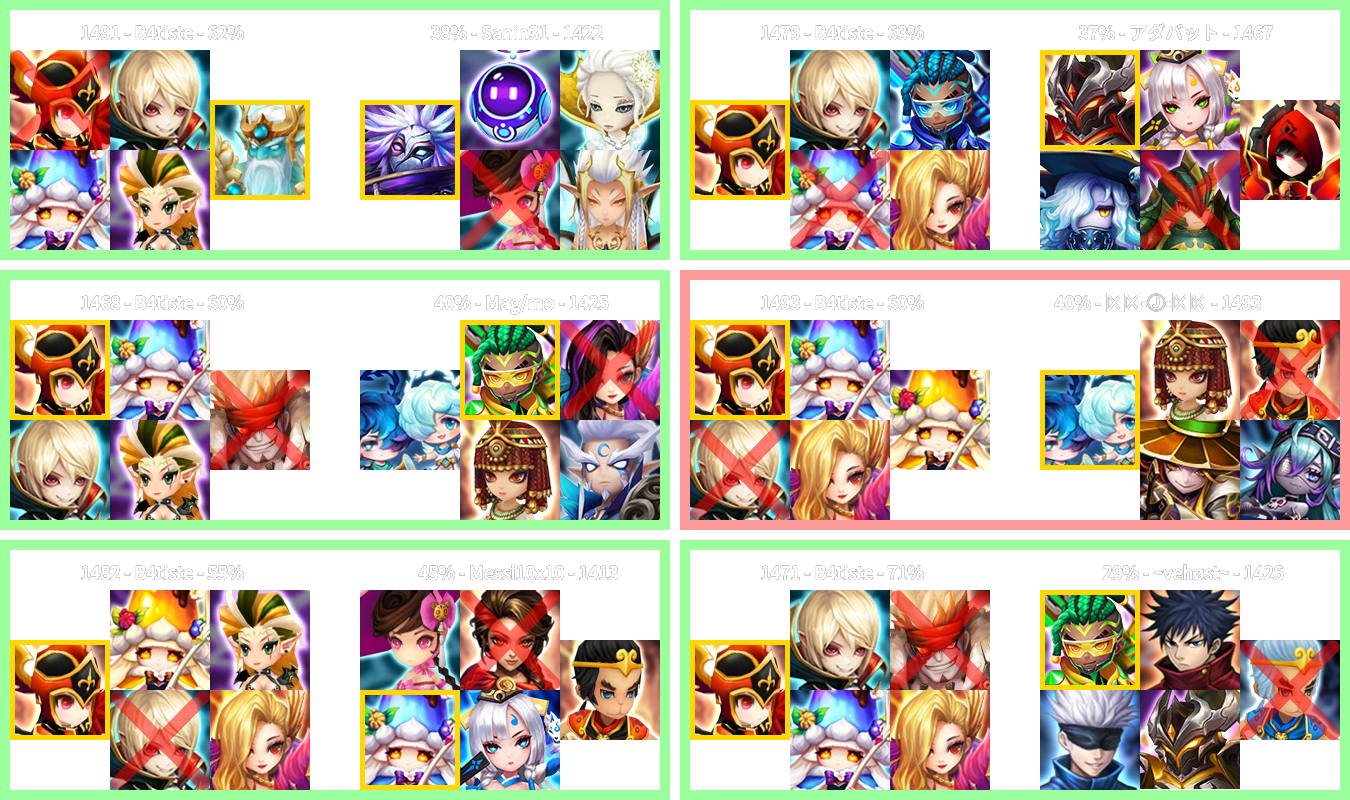 1491 - B4tiste - 62%
38% - Sanin31 - 1422
1479 - B4tiste - 63%
37% - アダバット - 1467
1468 - B4tiste - 60%
40% - Mag/mo - 1425
1493 - B4tiste - 60%
40% - - 1493
1482 - B4tiste - 55%
45% - Messi10x10 - 1413
1471 - B4tiste - 71%
29% - ~vehøst~ - 1426